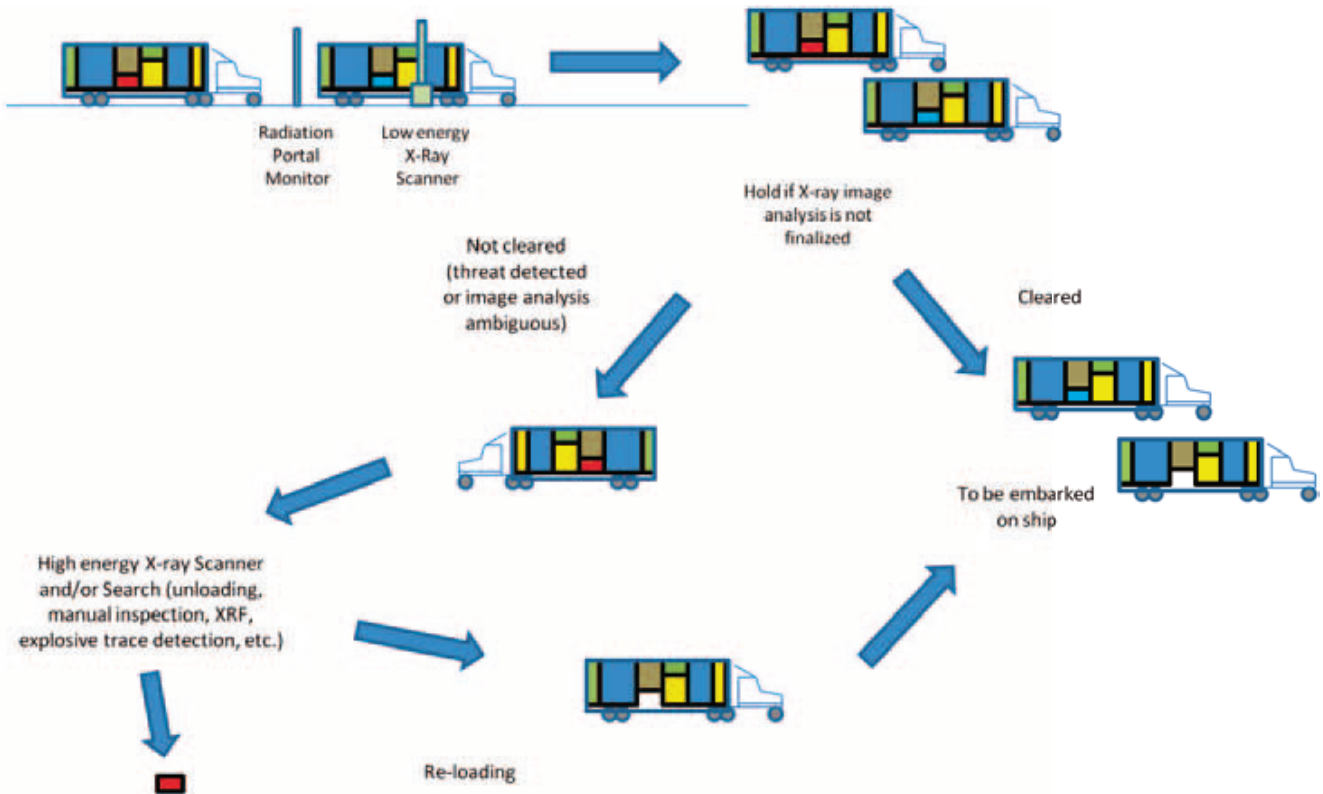 Radiation
Portal
Monitor
Low energy
X-Ray
Scanner
Hold if X-ray image
analysis is not
finalized
Not cleared
(threat detected
or image analysis
ambiguous)
Cleared
To be embarked
on ship
High energy X-ray Scanner
and/or Search (unloading,
manual inspection, XRF,
explosive trace detection, etc.)
Re-loading